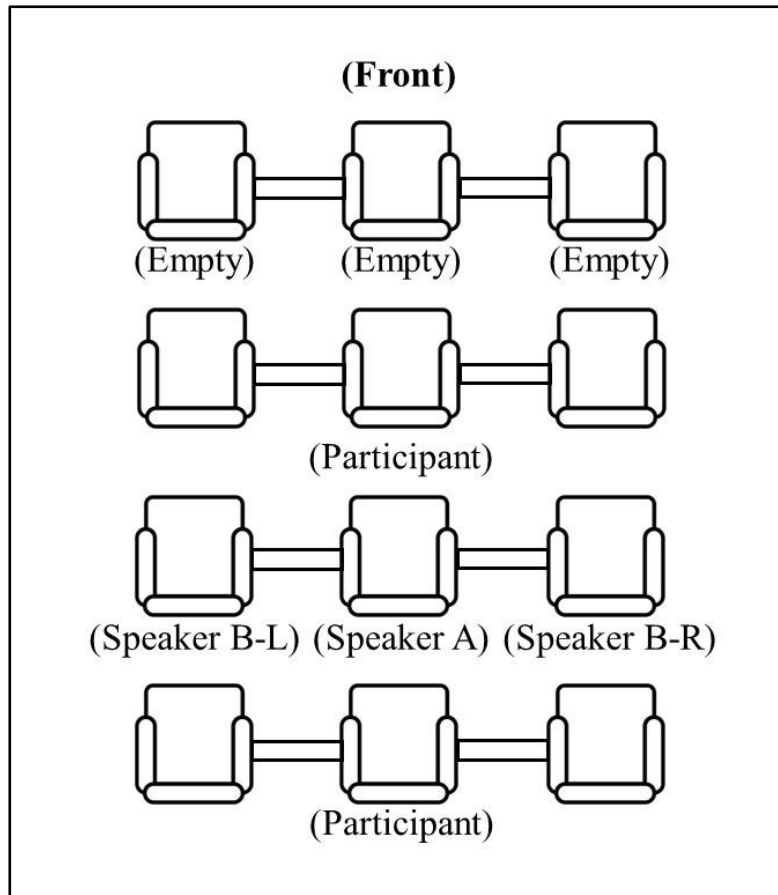 (Front)
(Empty) (Empty) (Empty)
(Participant)
(Speaker B-L) (Speaker A) (Speaker B-R)
(Participant)